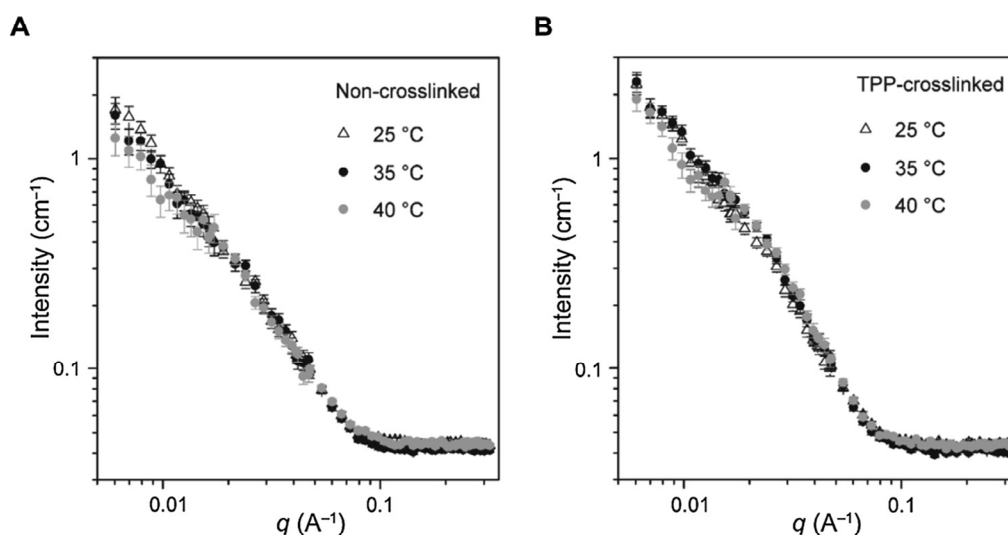 A
Non-crosslinked
25 °C
35 °C
40 °C
1
0.1
Intensity (cm⁻¹)
0.01
0.1
q (A⁻¹)
B
TPP-crosslinked
25 °C
35 °C
40 °C
1
0.1
Intensity (cm⁻¹)
0.01
0.1
q (A⁻¹)